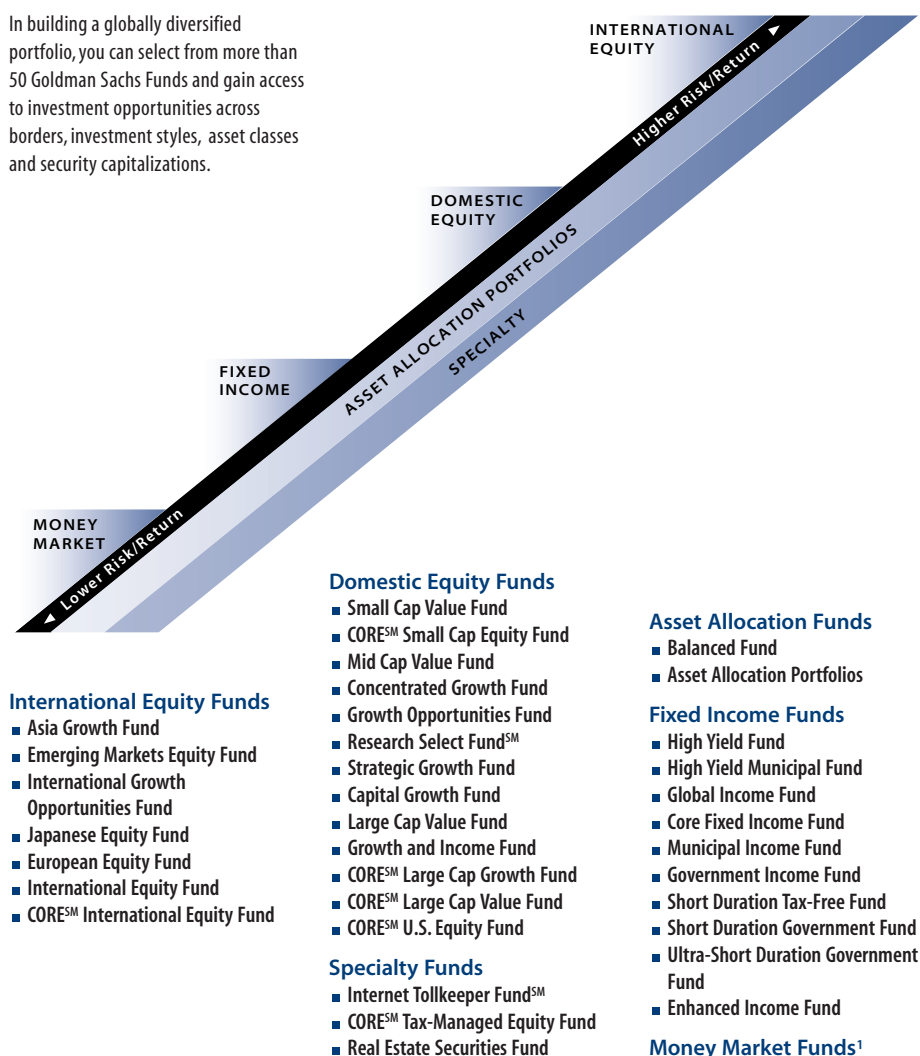 In building a globally diversified
portfolio, you can select from more than
50 Goldman Sachs Funds and gain access
to investment opportunities across
borders, investment styles, asset classes
and security capitalizations.
INTERNATIONAL
EQUITY
Higher Risk/Return ►
DOMESTIC
EQUITY
ASSET ALLOCATION PORTFOLIOS
SPECIALTY
FIXED
INCOME
MONEY
MARKET
◄ Lower Risk/Return
International Equity Funds
■ Asia Growth Fund
■ Emerging Markets Equity Fund
■ International Growth
Opportunities Fund
■ Japanese Equity Fund
■ European Equity Fund
■ International Equity Fund
■ CORE℠ International Equity Fund
Domestic Equity Funds
■ Small Cap Value Fund
■ CORE℠ Small Cap Equity Fund
■ Mid Cap Value Fund
■ Concentrated Growth Fund
■ Growth Opportunities Fund
■ Research Select Fund℠
■ Strategic Growth Fund
■ Capital Growth Fund
■ Large Cap Value Fund
■ Growth and Income Fund
■ CORE℠ Large Cap Growth Fund
■ CORE℠ Large Cap Value Fund
■ CORE℠ U.S. Equity Fund
Specialty Funds
■ Internet Tollkeeper Fund℠
■ CORE℠ Tax-Managed Equity Fund
■ Real Estate Securities Fund
Asset Allocation Funds
■ Balanced Fund
■ Asset Allocation Portfolios
Fixed Income Funds
■ High Yield Fund
■ High Yield Municipal Fund
■ Global Income Fund
■ Core Fixed Income Fund
■ Municipal Income Fund
■ Government Income Fund
■ Short Duration Tax-Free Fund
■ Short Duration Government Fund
■ Ultra-Short Duration Government
Fund
■ Enhanced Income Fund
Money Market Funds¹